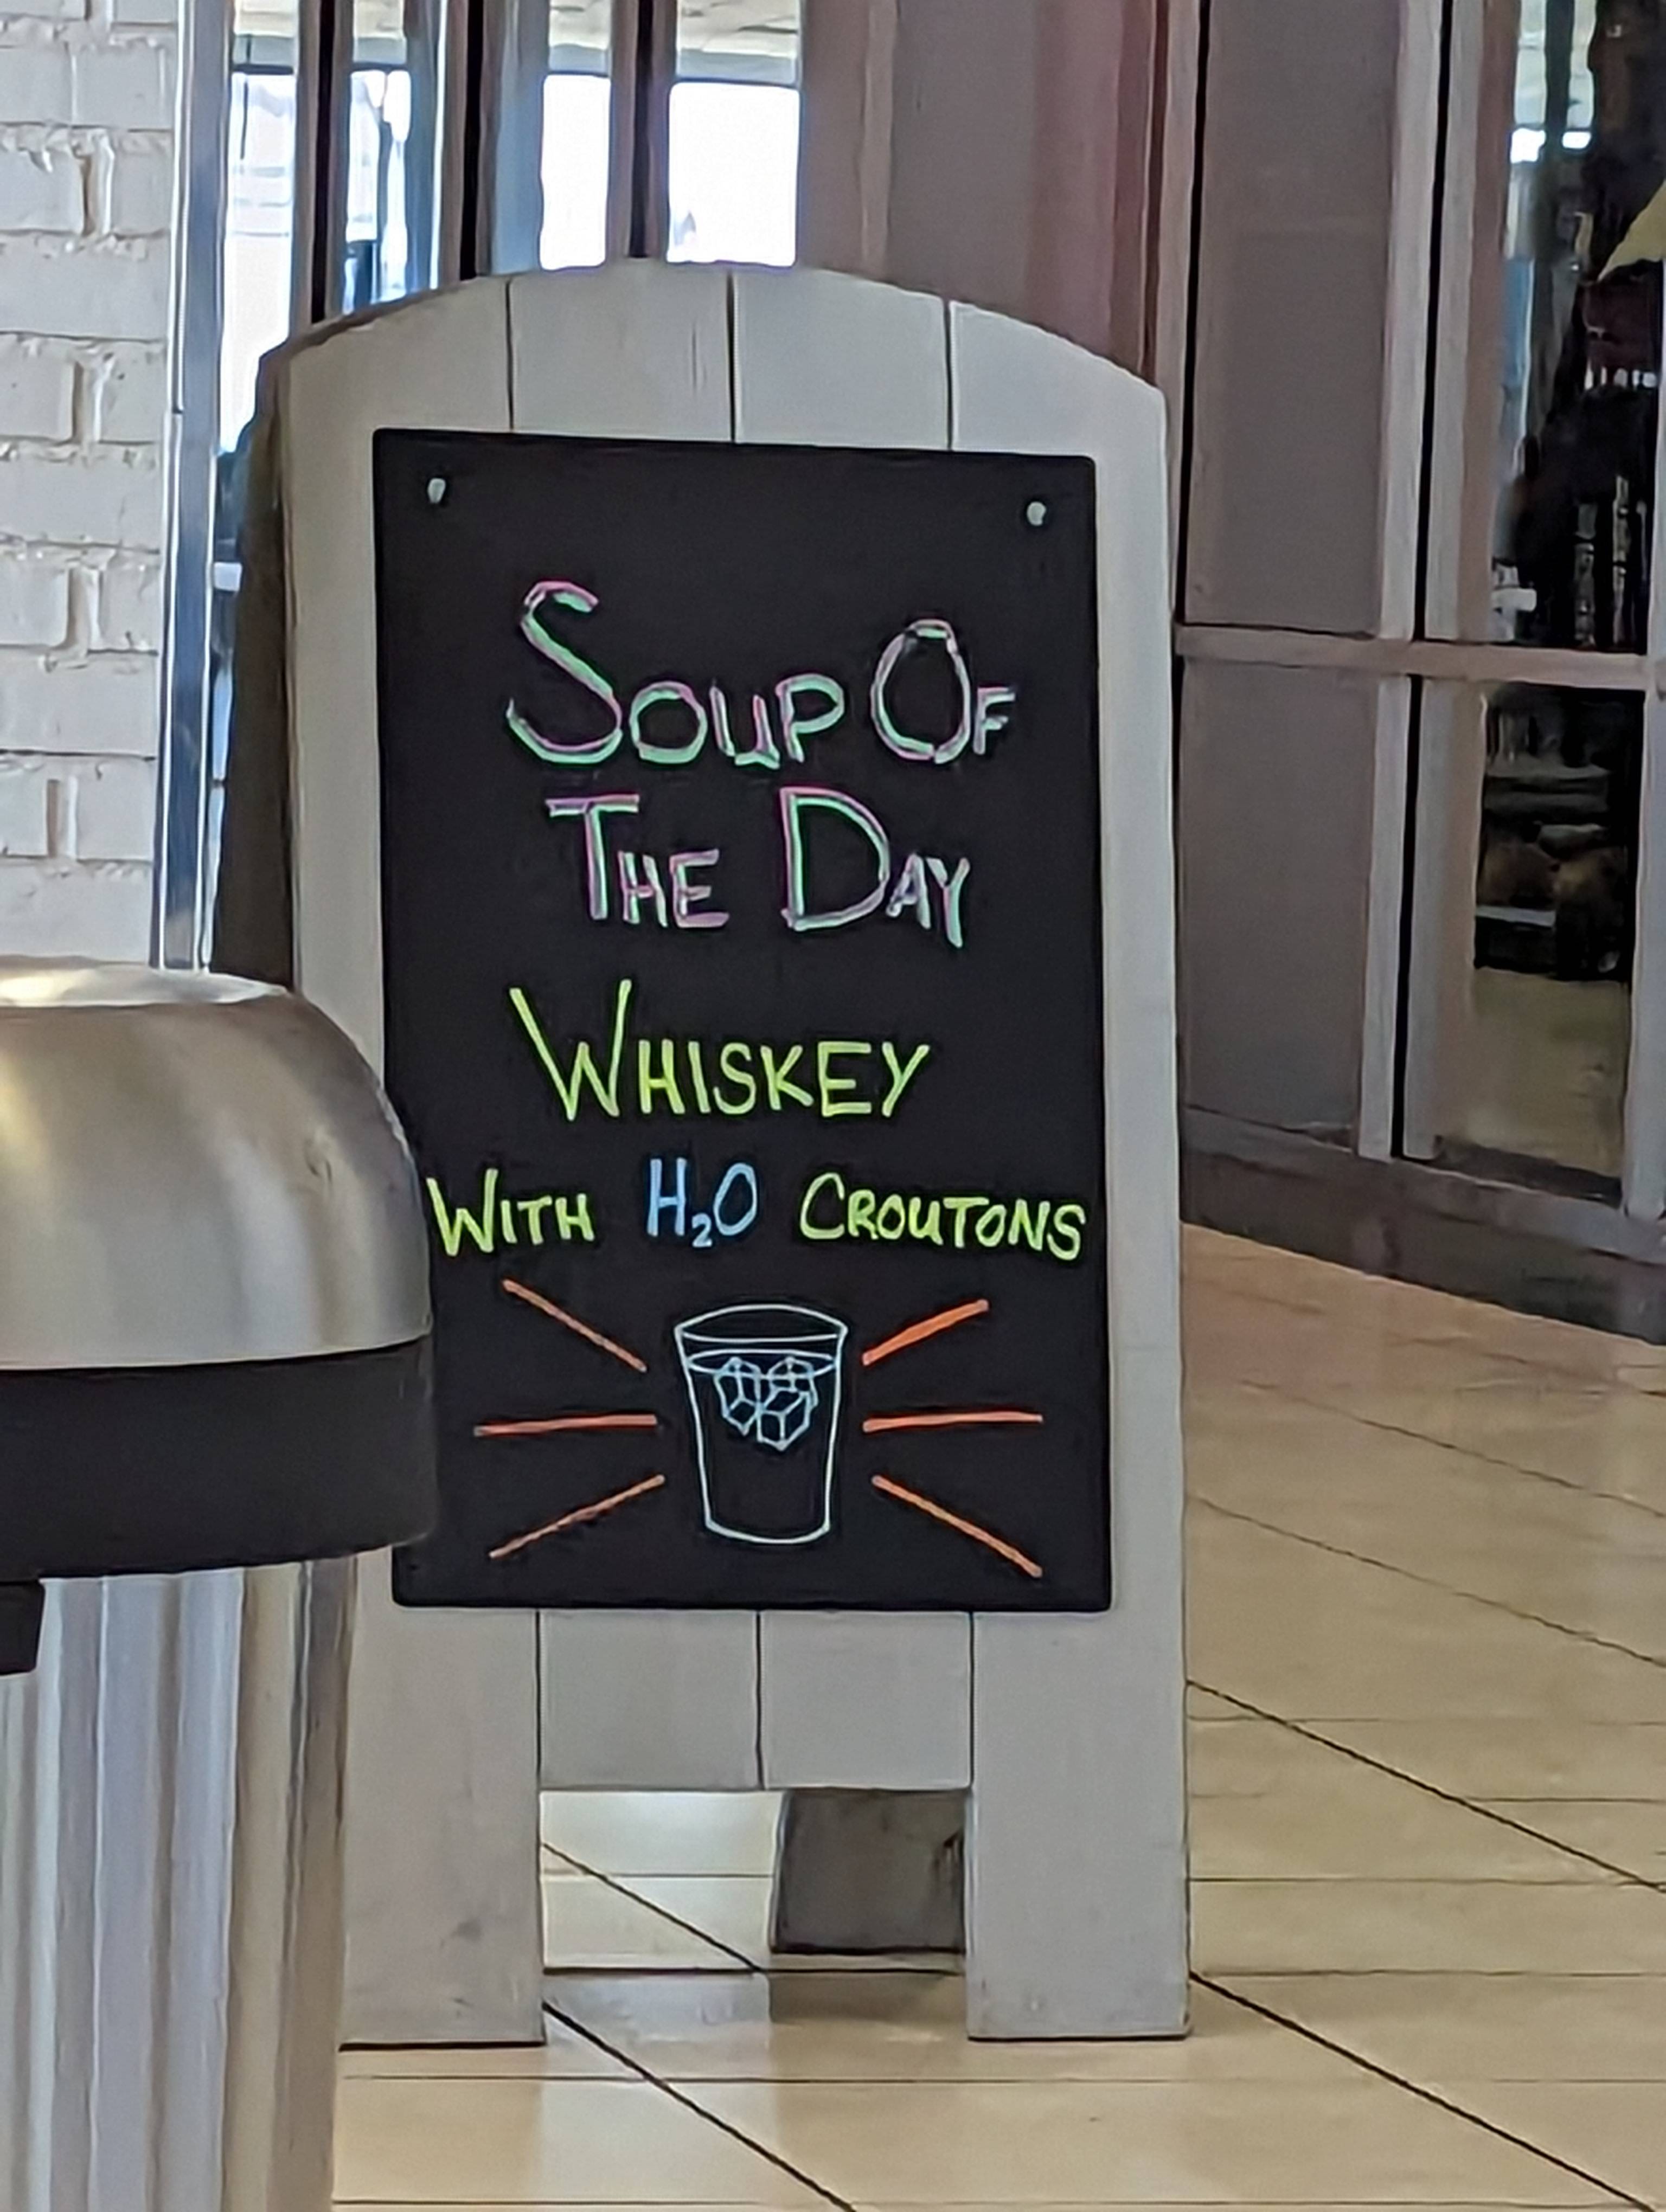 Soup Of
The Day
Whiskey
With H₂O Croutons